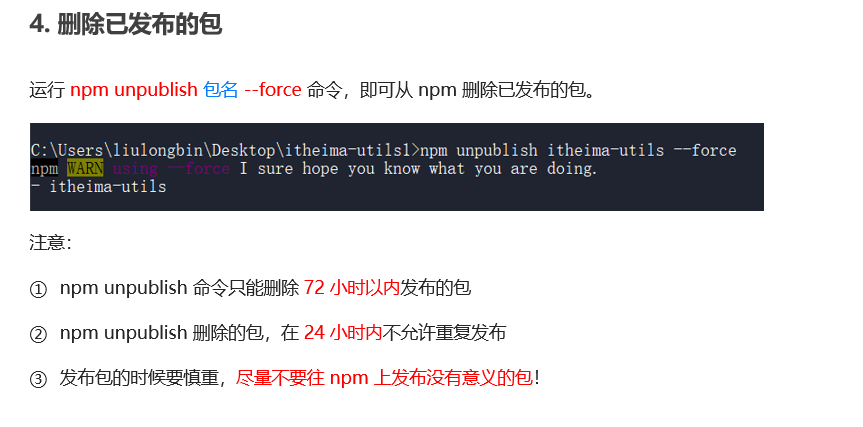 4. 删除已发布的包
运行 npm unpublish 包名 --force 命令，即可从 npm 删除已发布的包。
C:\Users\liulongbin\Desktop\itheima-utilsl>npm unpublish itheima-utils --force
npm WARN using --force I sure hope you know what you are doing.
- itheima-utils
注意：
① npm unpublish 命令只能删除 72 小时以内发布的包
② npm unpublish 删除的包，在 24 小时内不允许重复发布
③ 发布包的时候要慎重，尽量不要往 npm 上发布没有意义的包！